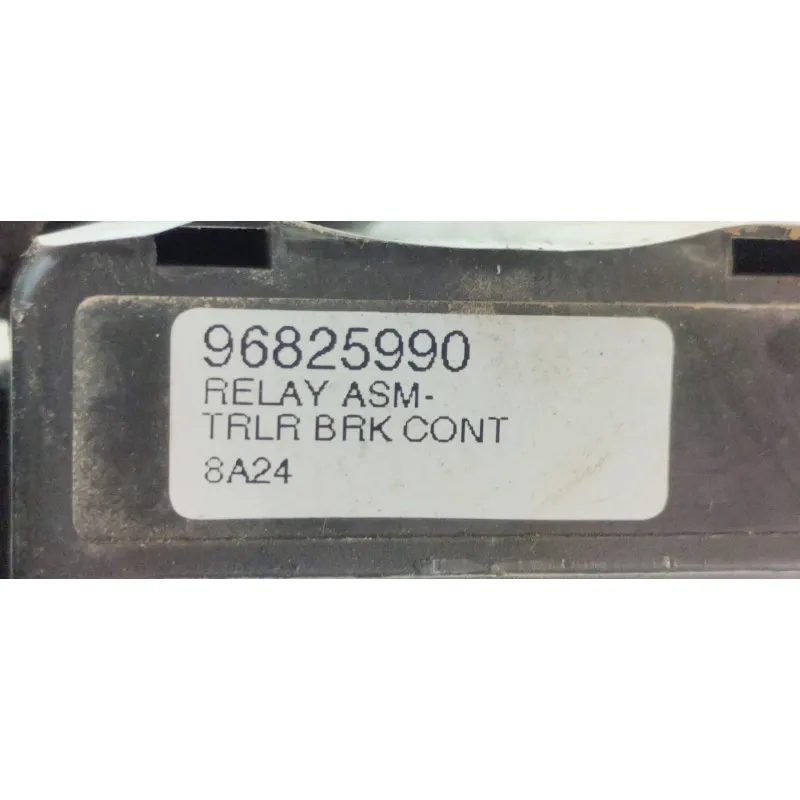 96825990
RELAY ASM-
TRLR BRK CONT
8A24